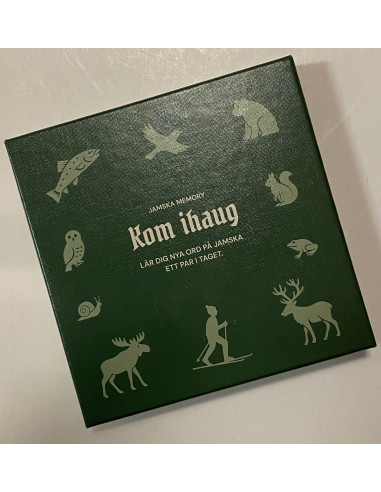 JAMSKA MEMORY
Kom ihaug
LÄR DIG NYA ORD PÅ JAMSKA
ETT PAR I TAGET.